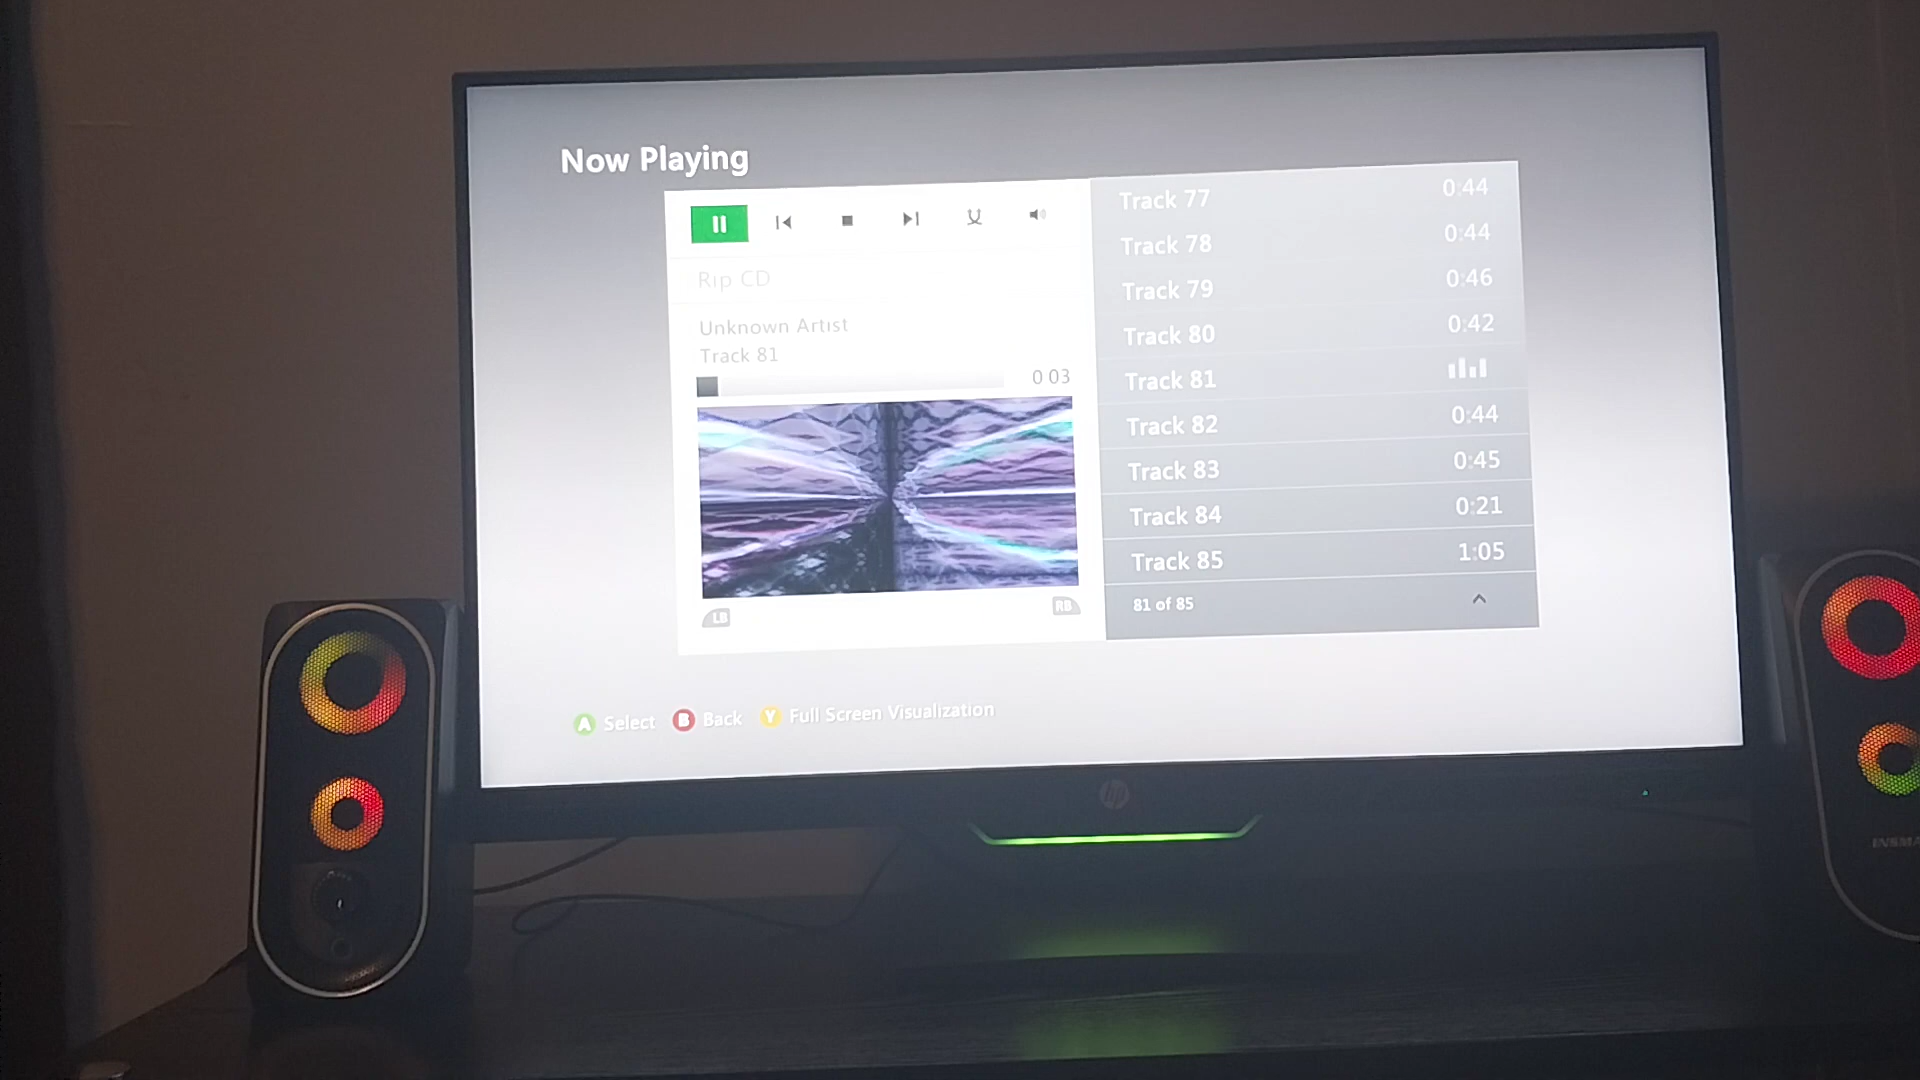 Now Playing
Rip CD
Unknown Artist
Track 81
0:03
LB
RB
Track 77 0:44
Track 78 0:44
Track 79 0:46
Track 80 0:42
Track 81
Track 82 0:44
Track 83 0:45
Track 84 0:21
Track 85 1:05
81 of 85
A Select B Back Y Full Screen Visualization
hp